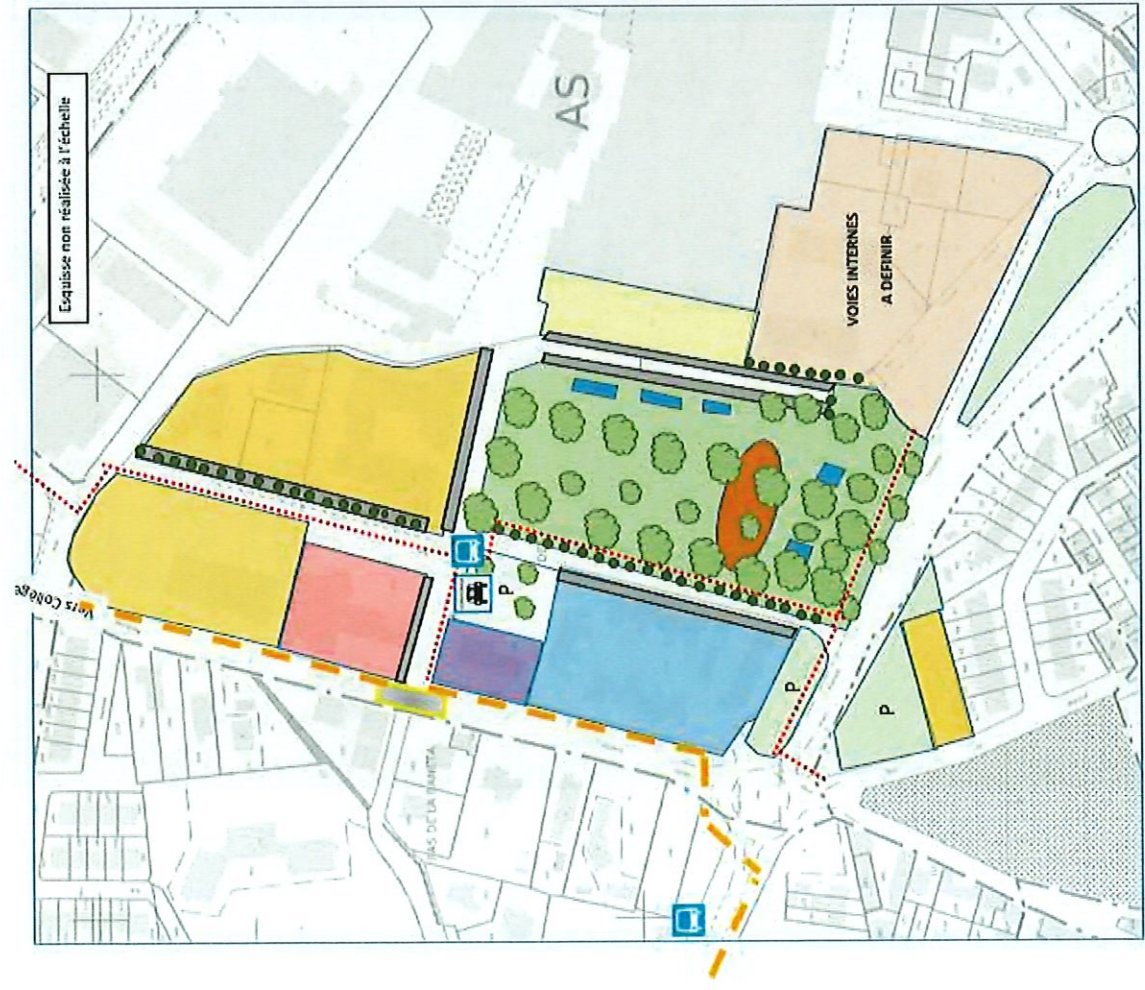 Esquisse non réalisée à l'échelle
AS
VOIES INTERNES
A DEFINIR
Vers Collège
P
P
P